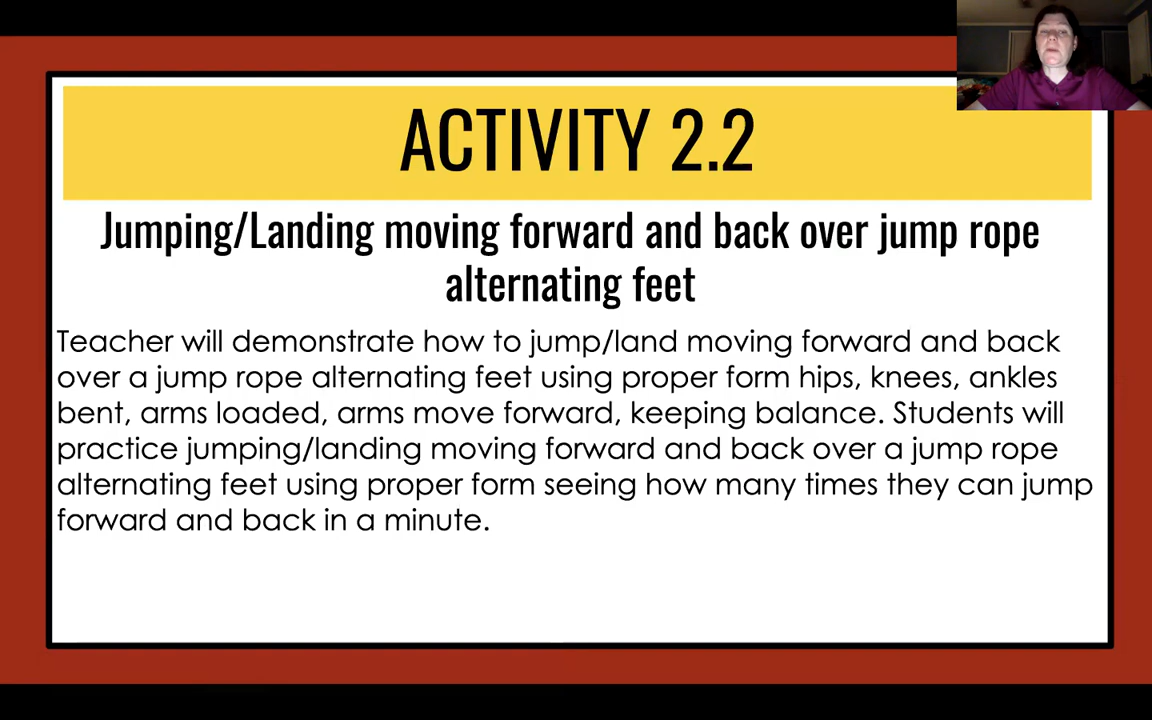 ACTIVITY 2.2
Jumping/Landing moving forward and back over jump rope
alternating feet
Teacher will demonstrate how to jump/land moving forward and back
over a jump rope alternating feet using proper form hips, knees, ankles
bent, arms loaded, arms move forward, keeping balance. Students will
practice jumping/landing moving forward and back over a jump rope
alternating feet using proper form seeing how many times they can jump
forward and back in a minute.